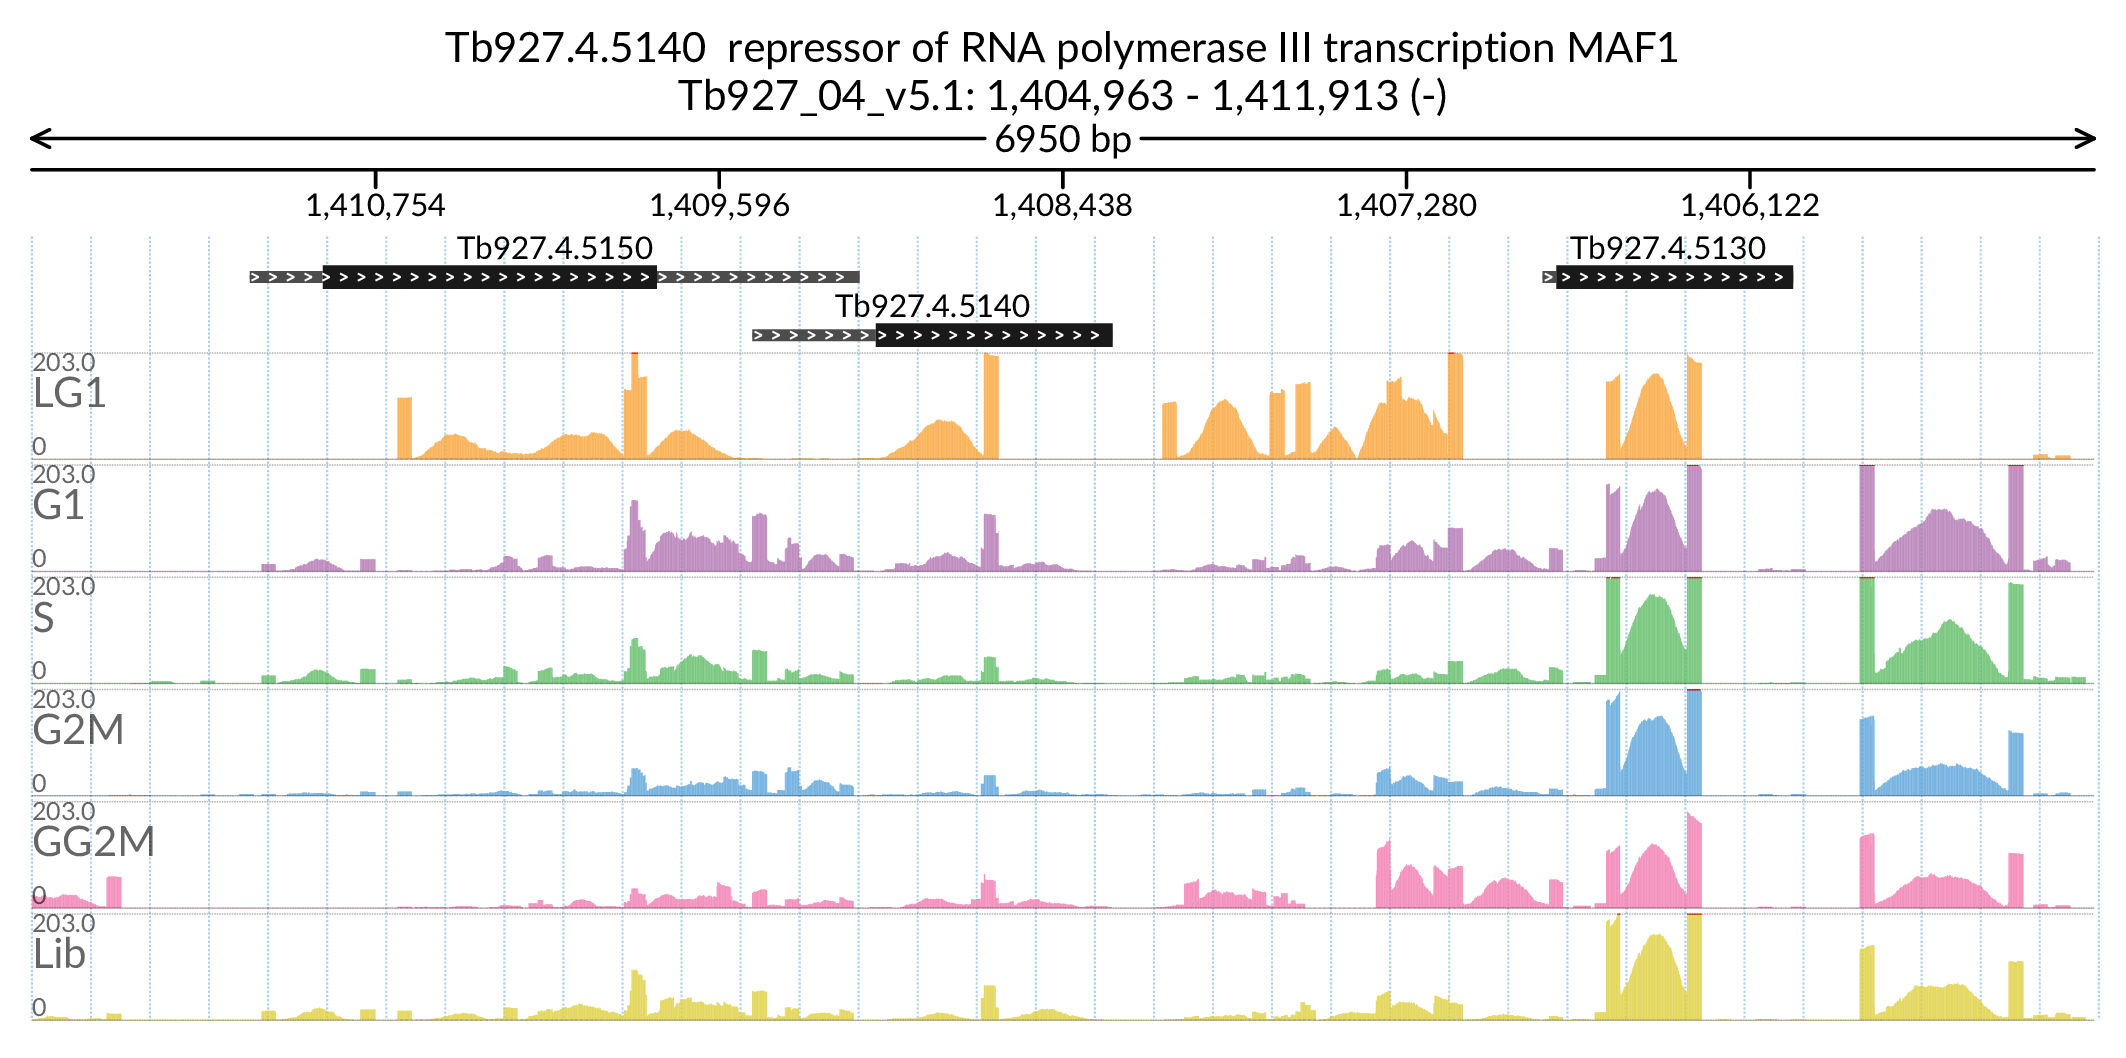 Tb927.4.5140  repressor of RNA polymerase III transcription MAF1
Tb927_04_v5.1: 1,404,963 - 1,411,913 (-)
6950 bp
1,410,754 1,409,596 1,408,438 1,407,280 1,406,122
Tb927.4.5150 Tb927.4.5130
Tb927.4.5140
203.0
LG1
0
203.0
G1
0
203.0
S
0
203.0
G2M
0
203.0
GG2M
0
203.0
Lib
0